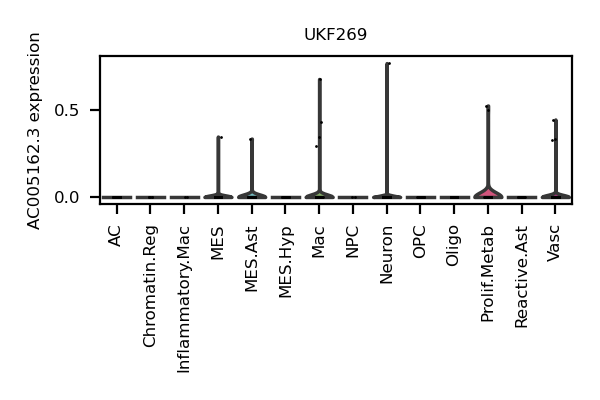 UKF269
AC005162.3 expression
0.5
0.0
AC
Chromatin.Reg
Inflammatory.Mac
MES
MES.Ast
MES.Hyp
Mac
NPC
Neuron
OPC
Oligo
Prolif.Metab
Reactive.Ast
Vasc